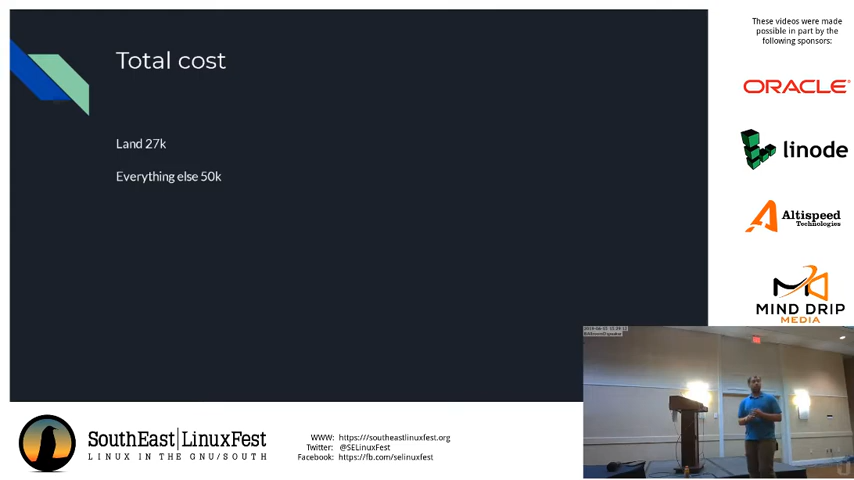 Total cost
Land 27k
Everything else 50k
These videos were made
possible in part by the
following sponsors:
ORACLE
linode
Altispeed
Technologies
MIND DRIP
MEDIA
SouthEast|LinuxFest
LINUX IN THE GNU/SOUTH
WWW: https:///southeastlinuxfest.org
Twitter: @SELinuxFest
Facebook: https://fb.com/selinuxfest